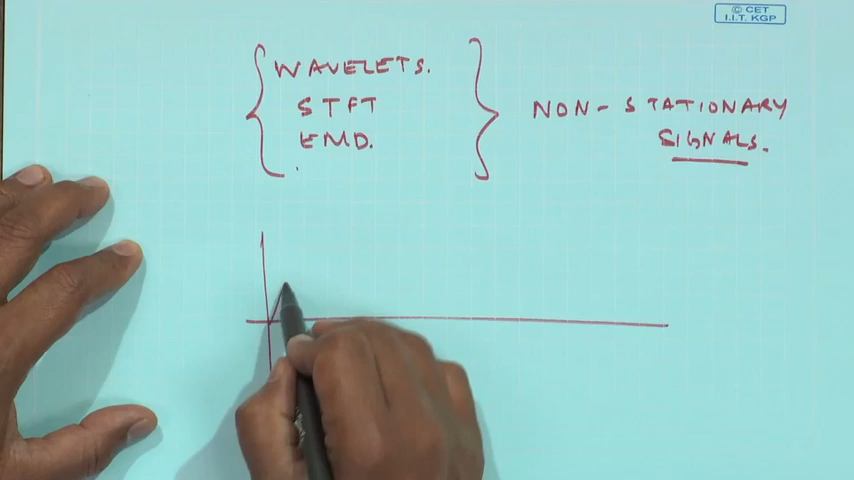 © CET
I.I.T. KGP
WAVELETS.
STFT
EMD.
NON-STATIONARY
SIGNALS.